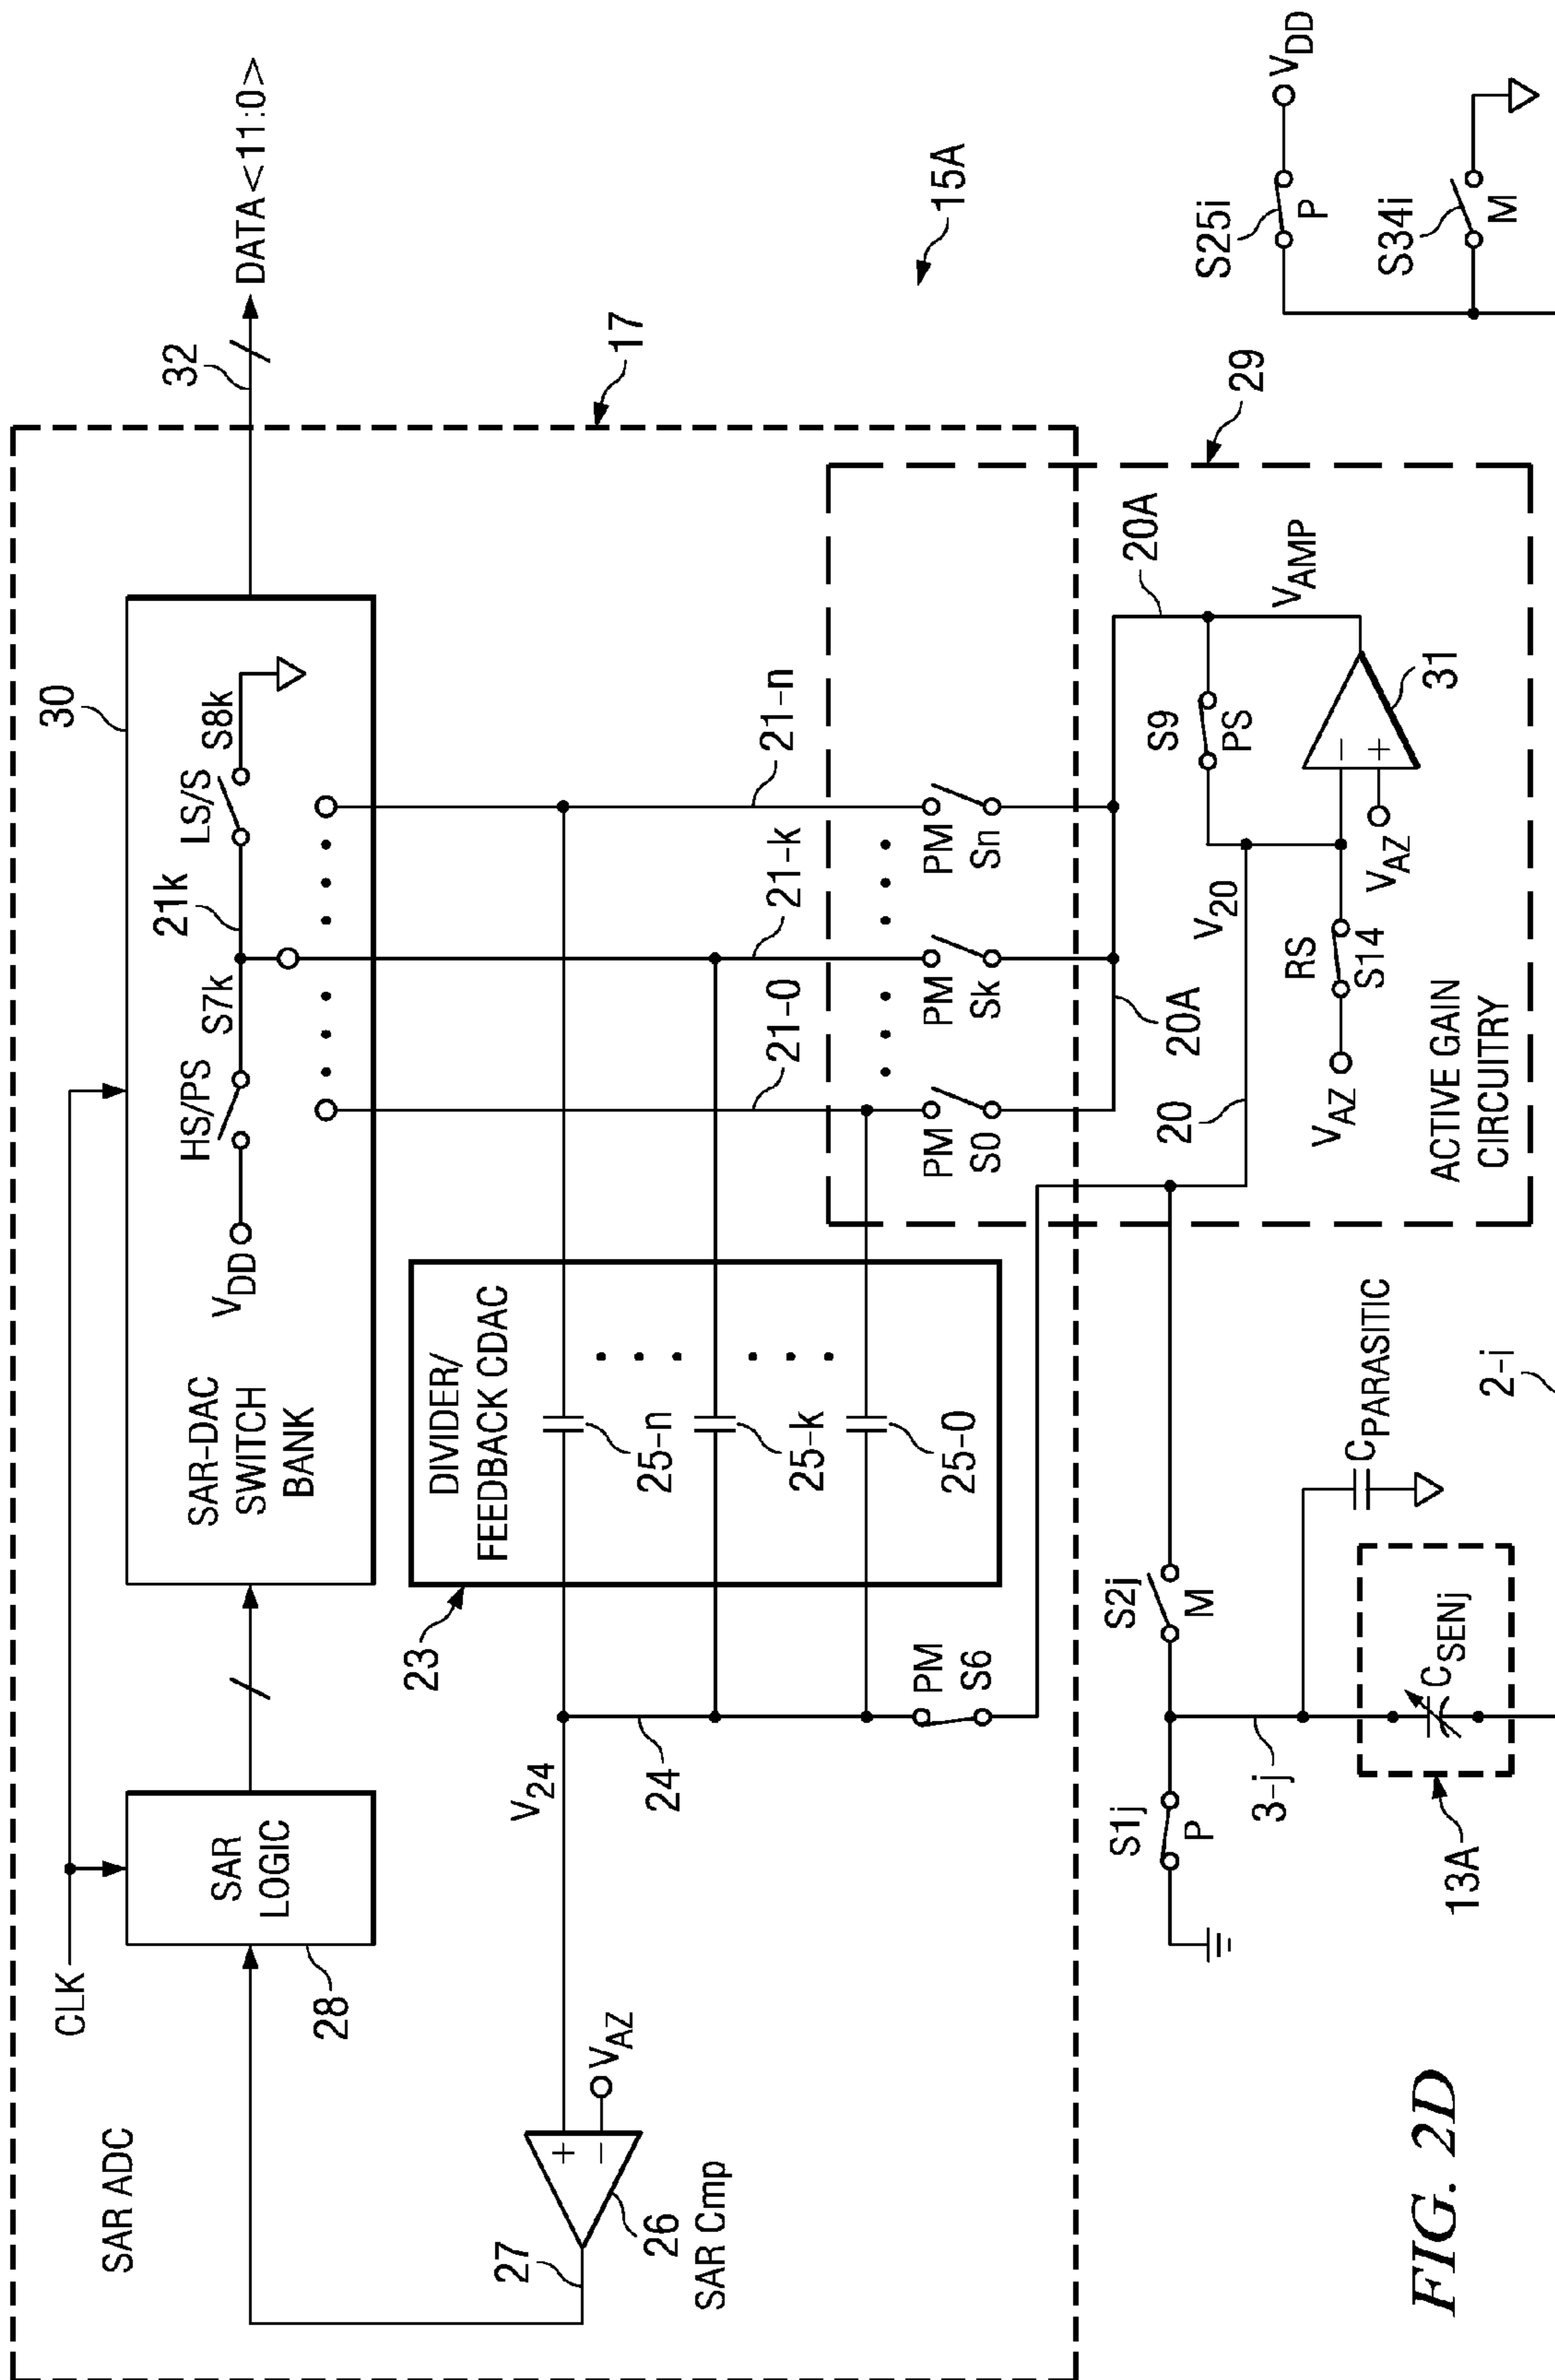 SAR ADC
CLK
28
SAR
LOGIC
SAR-DAC
SWITCH
BANK
30
VDD
HS/PS
S7k
21k
LS/S
S8k
32
DATA<11:0>
17
27
26
SAR Cmp
+
−
VAZ
V24
24
23
DIVIDER/
FEEDBACK CDAC
25-n
25-k
25-0
21-0
21-k
21-n
PM
S6
PM
S0
PM
Sk
PM
Sn
20A
20A
15A
29
S9
PS
VAMP
V20
20
RS
S14
VAZ
VAZ
−
+
31
ACTIVE GAIN
CIRCUITRY
S1j
P
S2j
M
3-j
CPARASITIC
13A
CSENj
2-i
S25i
P
VDD
S34i
M
FIG. 2D